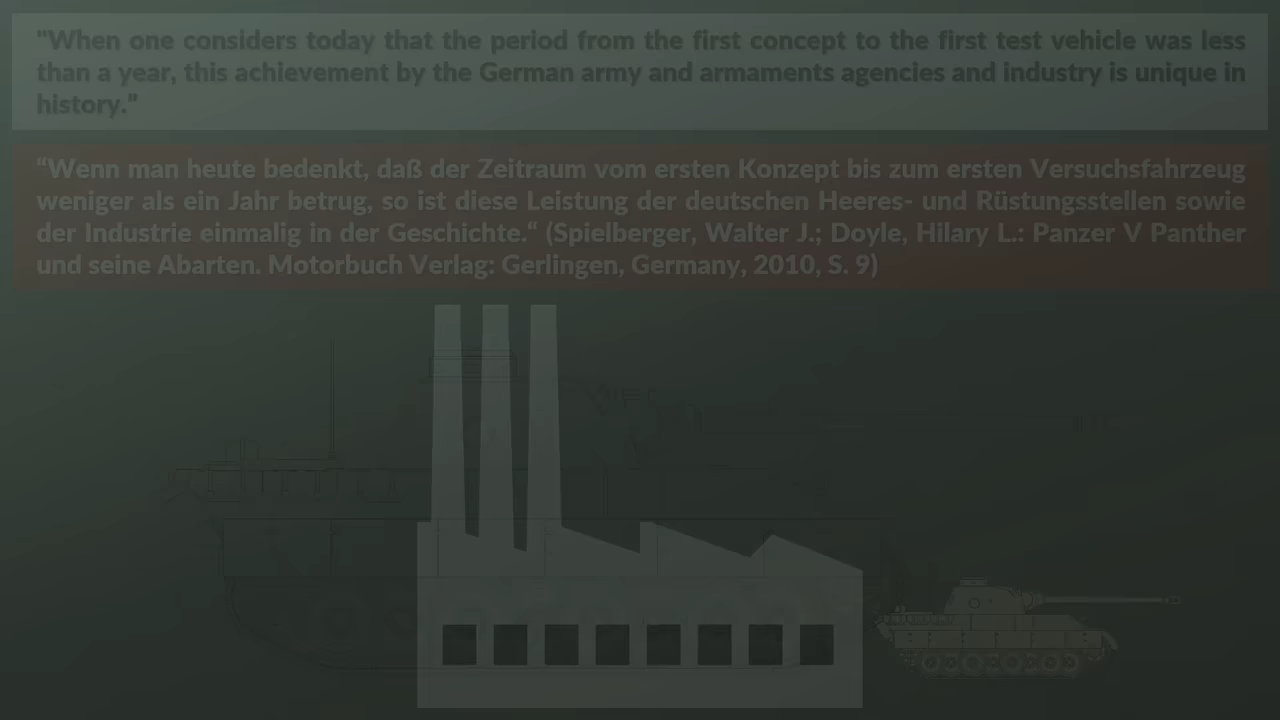 "When one considers today that the period from the first concept to the first test vehicle was less
than a year, this achievement by the German army and armaments agencies and industry is unique in
history."
“Wenn man heute bedenkt, daß der Zeitraum vom ersten Konzept bis zum ersten Versuchsfahrzeug
weniger als ein Jahr betrug, so ist diese Leistung der deutschen Heeres- und Rüstungsstellen sowie
der Industrie einmalig in der Geschichte.“ (Spielberger, Walter J.; Doyle, Hilary L.: Panzer V Panther
und seine Abarten. Motorbuch Verlag: Gerlingen, Germany, 2010, S. 9)